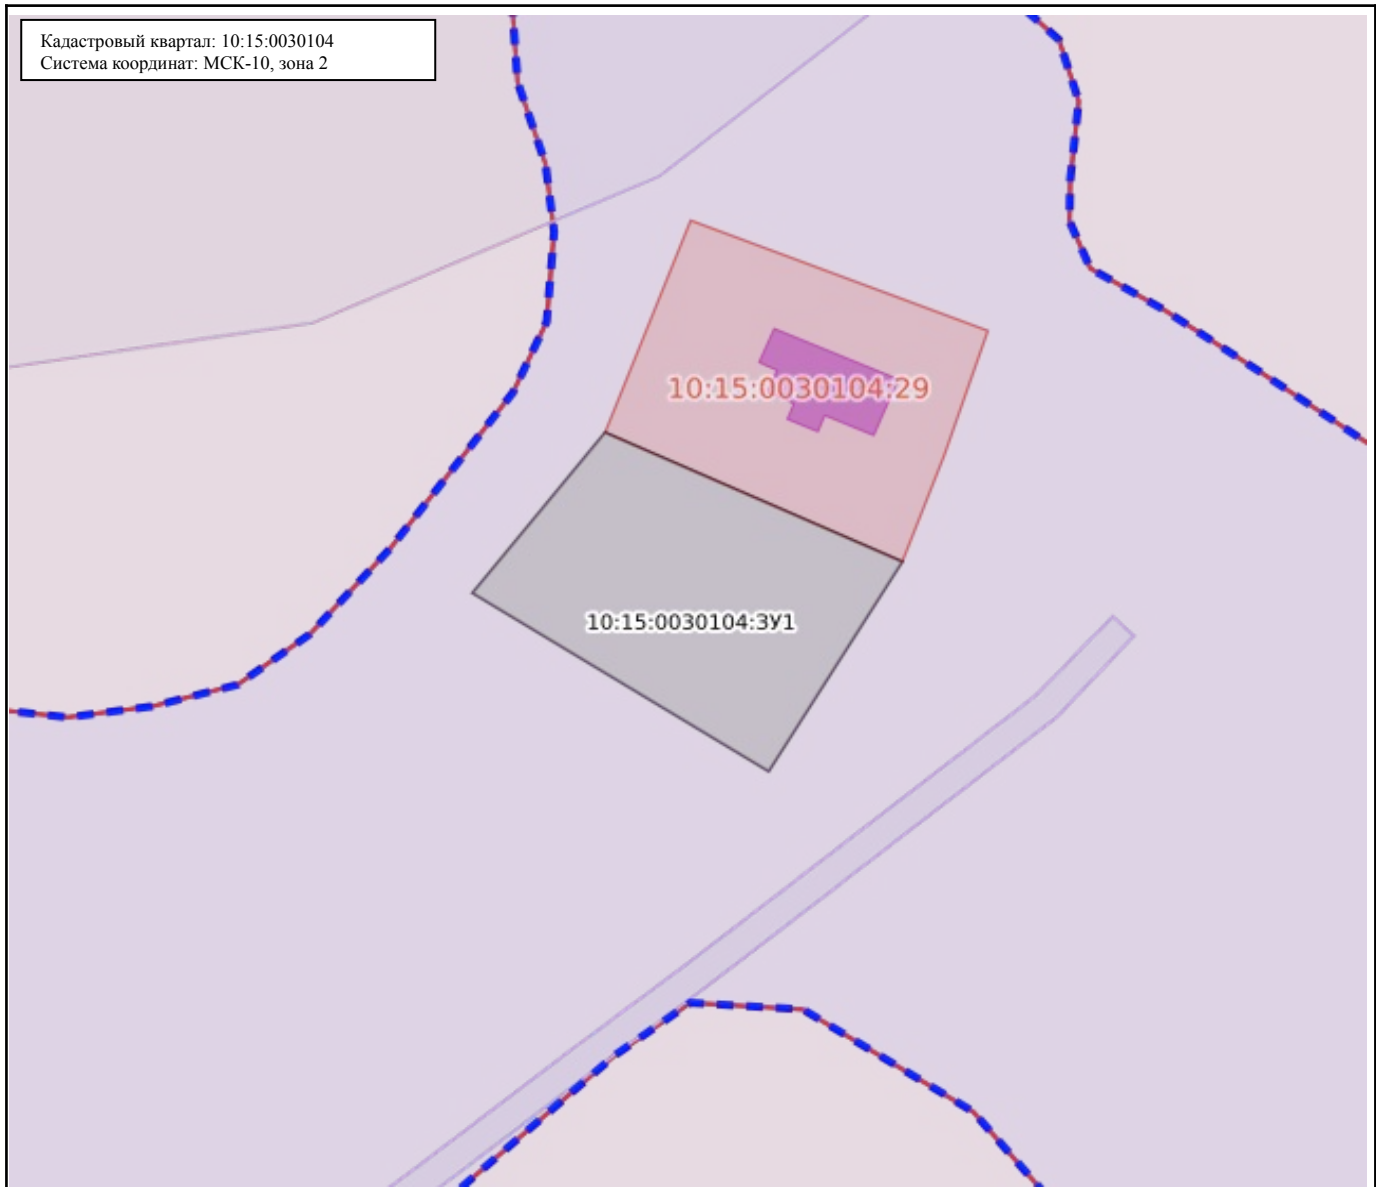 Кадастровый квартал: 10:15:0030104
Система координат: МСК-10, зона 2
10:15:0030104:29
10:15:0030104:ЗУ1